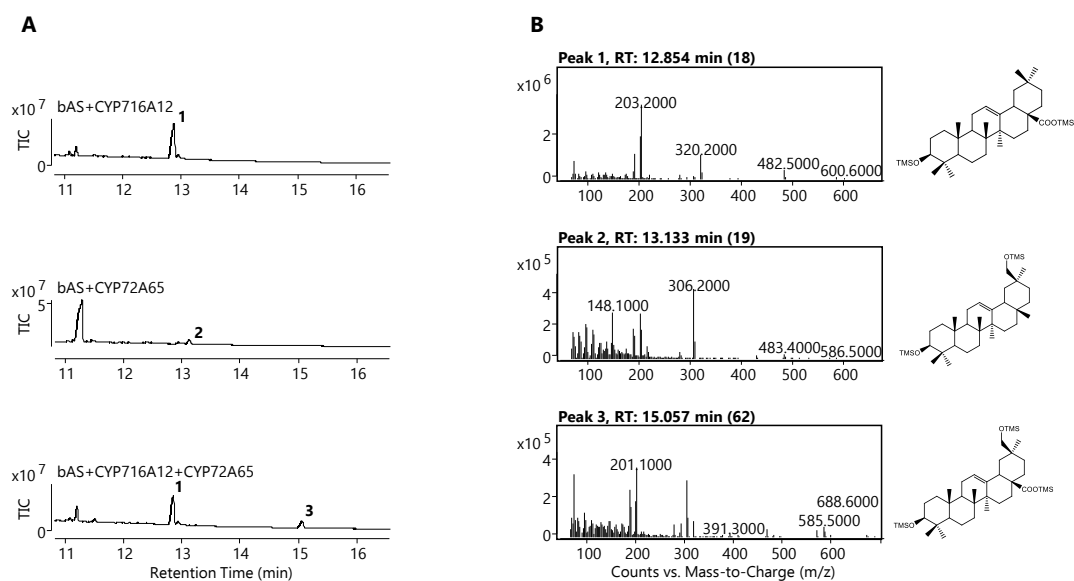 A
x10 7
bAS+CYP716A12
1
TIC
0
11 12 13 14 15 16
x10 7
bAS+CYP72A65
5
TIC
2
0
11 12 13 14 15 16
x10 7
bAS+CYP716A12+CYP72A65
1
TIC
3
0
11 12 13 14 15 16
Retention Time (min)
B
Peak 1, RT: 12.854 min (18)
x10 6
203.2000
2
320.2000
482.5000
600.6000
0
100 200 300 400 500 600
COOTMS
TMSO
Peak 2, RT: 13.133 min (19)
x10 5
306.2000
4
148.1000
2
483.4000
586.5000
0
100 200 300 400 500 600
OTMS
TMSO
Peak 3, RT: 15.057 min (62)
x10 5
4
201.1000
2
688.6000
585.5000
391.3000
0
100 200 300 400 500 600
Counts vs. Mass-to-Charge (m/z)
OTMS
COOTMS
TMSO